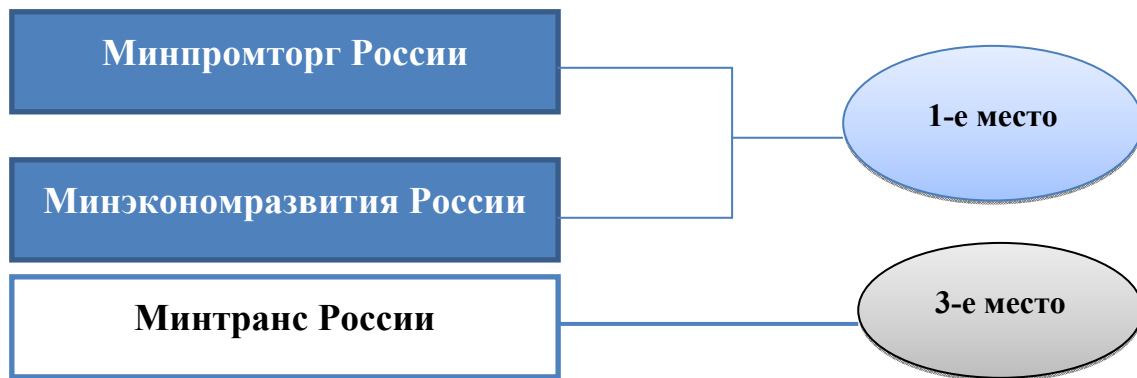 Минпромторг России
1-е место
Минэкономразвития России
Минтранс России
3-е место